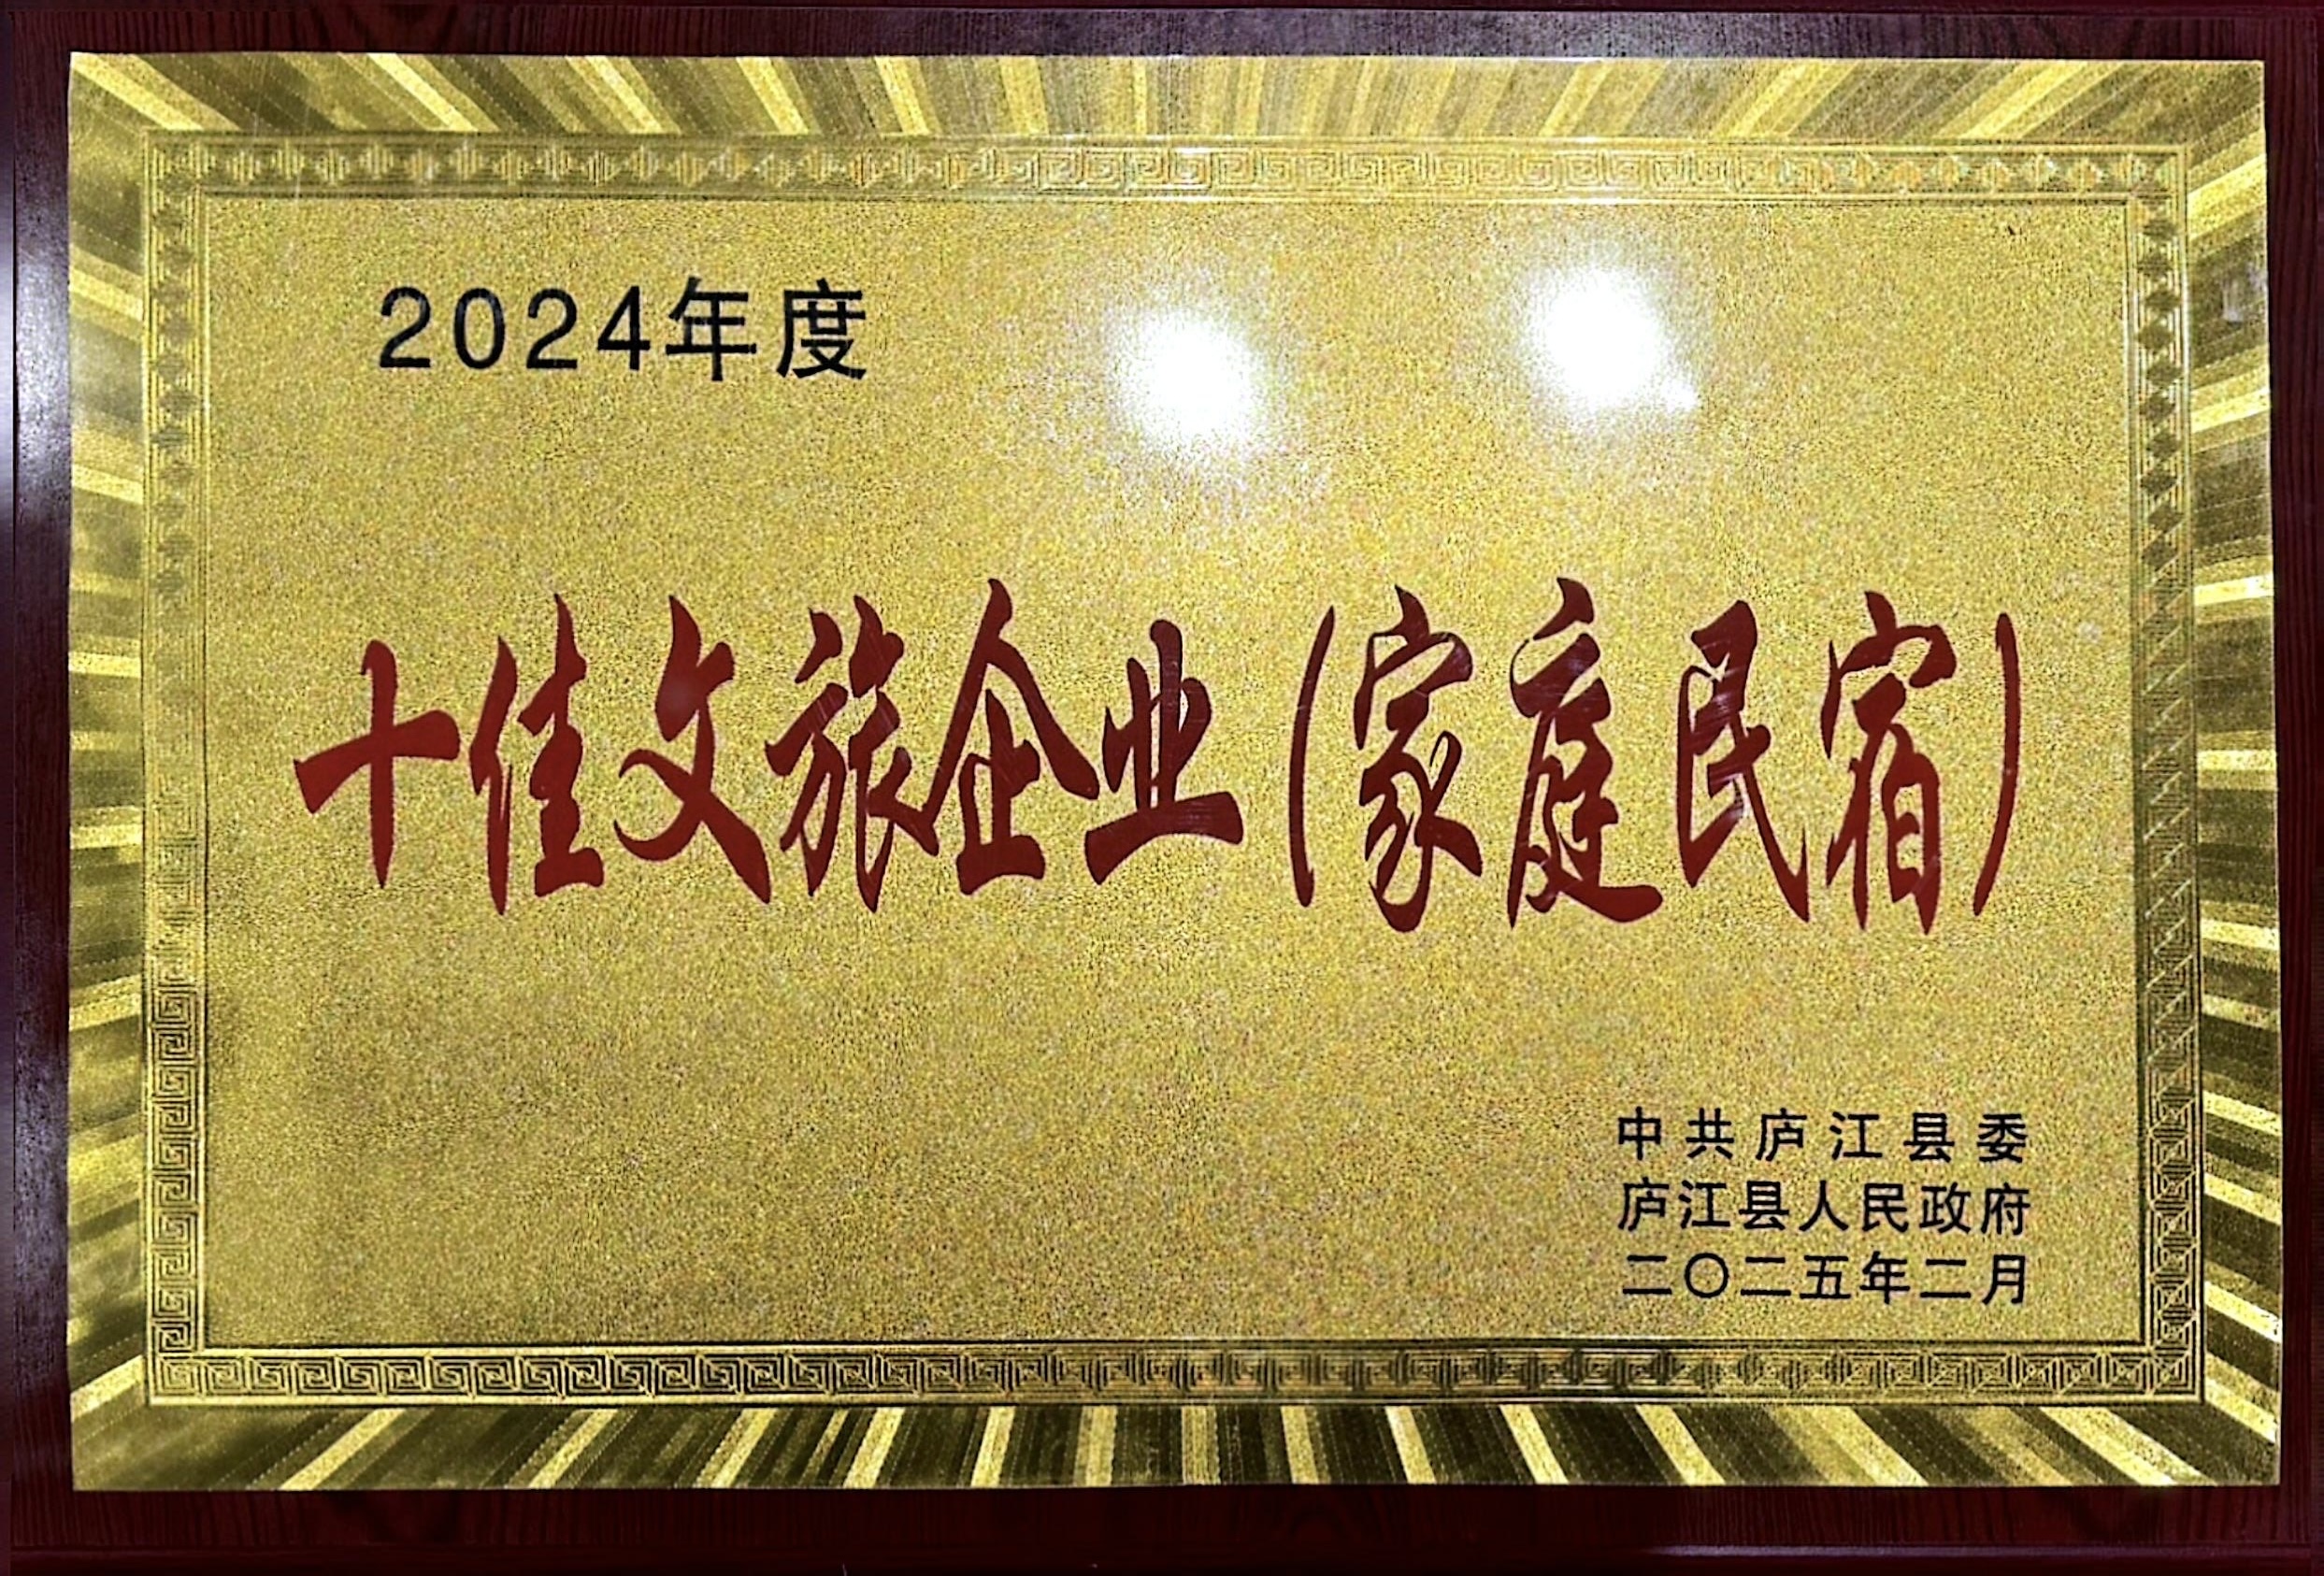 2024年度
十佳文旅企业(家庭民宿)
中共庐江县委
庐江县人民政府
二〇二五年二月